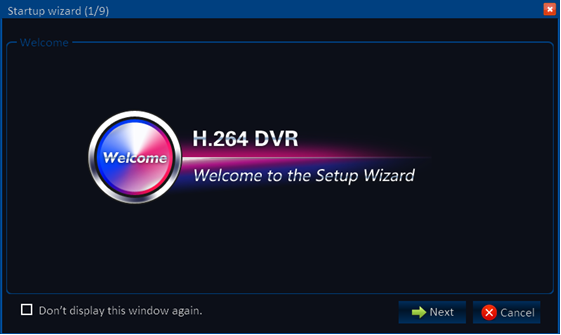 Startup wizard (1/9)
Welcome
H.264 DVR
Welcome
Welcome to the Setup Wizard
Don't display this window again.
Next
Cancel